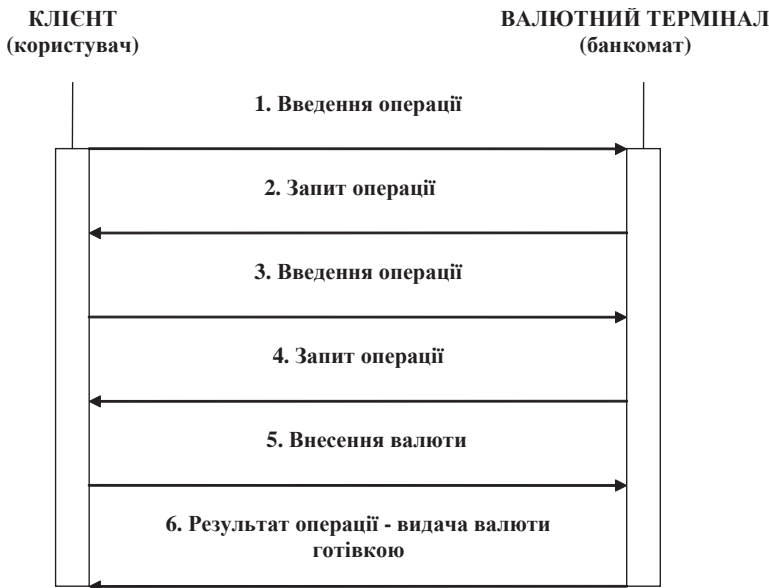 КЛІЄНТ
(користувач)
ВАЛЮТНИЙ ТЕРМІНАЛ
(банкомат)
1. Введення операції
2. Запит операції
3. Введення операції
4. Запит операції
5. Внесення валюти
6. Результат операції - видача валюти
готівкою